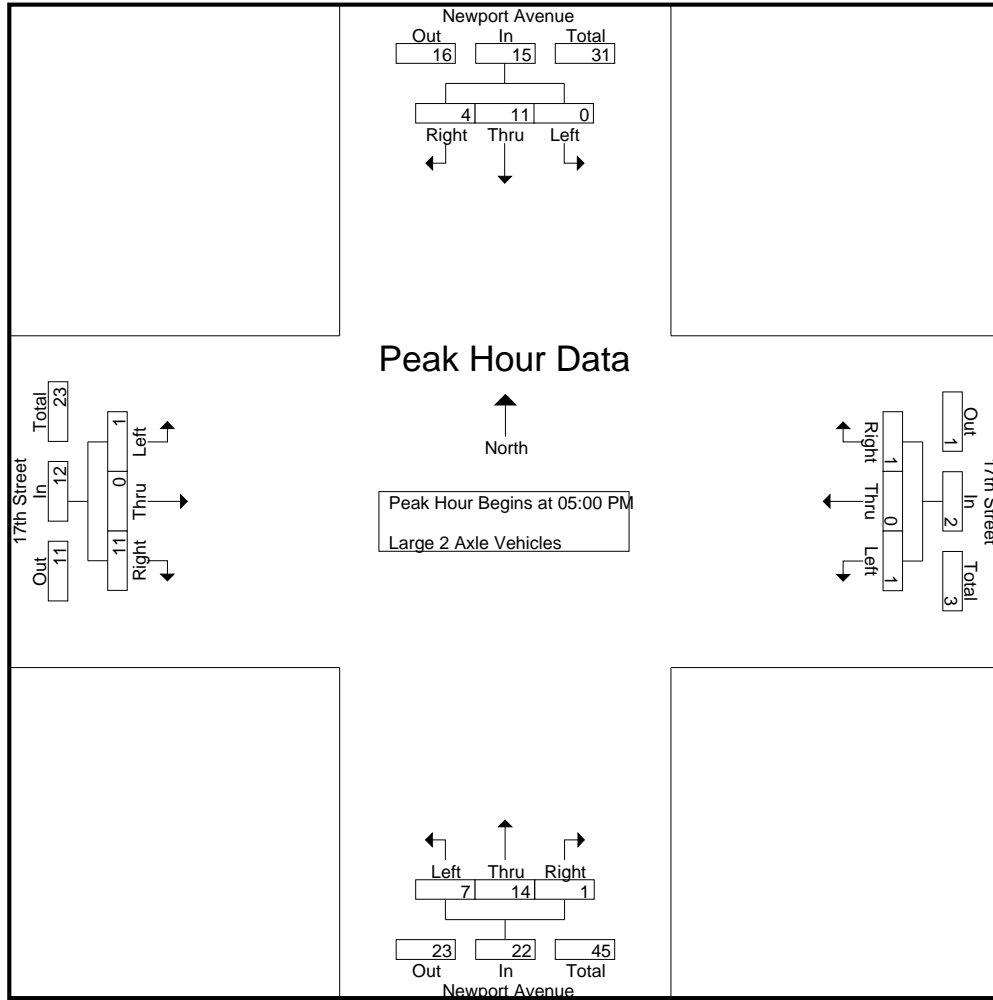 Newport Avenue
Out In Total
16 15 31
4 11 0
Right Thru Left
Peak Hour Data
North
Peak Hour Begins at 05:00 PM
Large 2 Axle Vehicles
17th Street
Total In Out
23 12 11
1 0 11
Left Thru Right
17th Street
Out In Total
1 2 3
1 0 1
Right Thru Left
Left Thru Right
7 14 1
23 22 45
Out In Total
Newport Avenue